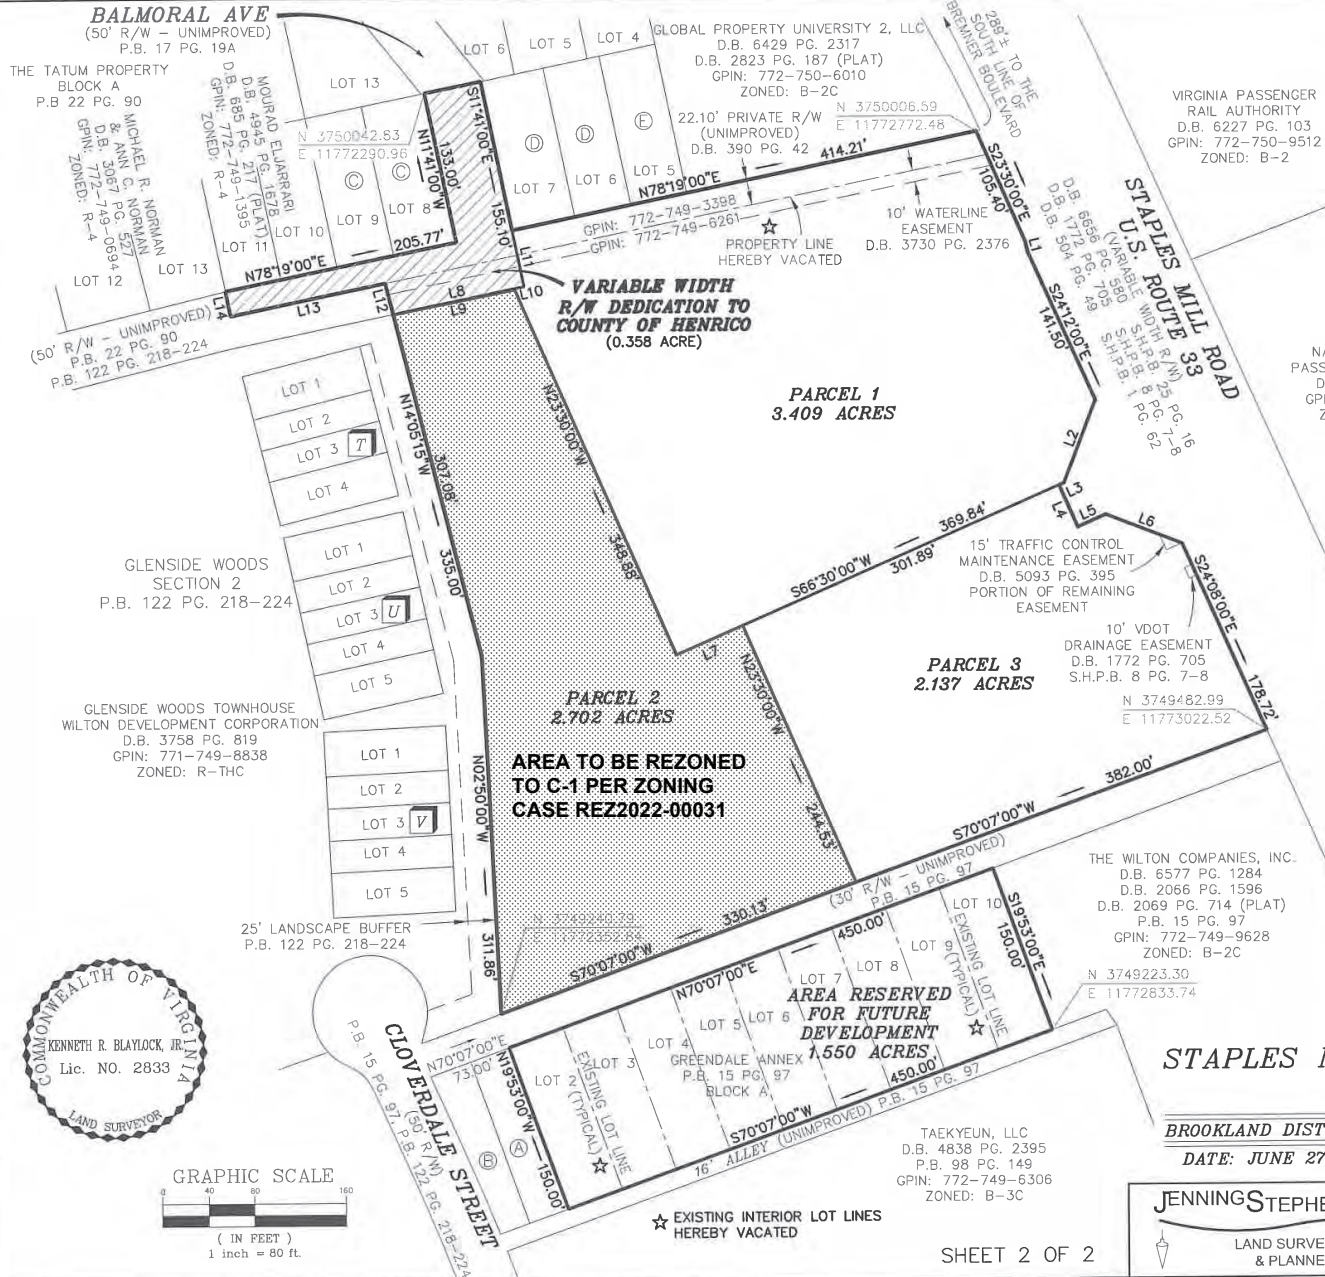 BALMORAL AVE
(50' R/W - UNIMPROVED)
P.B. 17 PG. 19A
THE TATUM PROPERTY
BLOCK A
P.B 22 PG. 90
MICHAEL R. NORMAN
& ANN C. NORMAN
D.B. 3067 PG. 527
GPIN: 772-749-0694
ZONED: R-4
MOURAD ELJARRARI
D.B. 4945 PG. 1678
D.B. 685 PG. 217 (PLAT)
GPIN: 772-749-1395
ZONED: R-4
LOT 12
LOT 13
LOT 11
LOT 10
LOT 9
LOT 8
C
C
LOT 13
LOT 6
LOT 5
LOT 4
D
D
E
LOT 7
LOT 6
LOT 5
N 3750042.83
E 11772290.96
N11°41'00"W
133.00'
S11°41'00"E
155.10'
205.77'
N78°19'00"E
L14
L13
L12
L8
L9
L10
L11
(50' R/W - UNIMPROVED)
P.B. 22 PG. 90
P.B. 122 PG. 218-224
GLOBAL PROPERTY UNIVERSITY 2, LLC
D.B. 6429 PG. 2317
D.B. 2823 PG. 187 (PLAT)
GPIN: 772-750-6010
ZONED: B-2C
22.10' PRIVATE R/W
(UNIMPROVED)
D.B. 390 PG. 42
N 3750006.59
E 11772772.48
414.21'
N78°19'00"E
GPIN: 772-749-3398
GPIN: 772-749-6261
PROPERTY LINE
HEREBY VACATED
10' WATERLINE
EASEMENT
D.B. 3730 PG. 2376
289'± TO THE
SOUTH LINE OF
BREMNER BOULEVARD
VIRGINIA PASSENGER
RAIL AUTHORITY
D.B. 6227 PG. 103
GPIN: 772-750-9512
ZONED: B-2
STAPLES MILL ROAD
U.S. ROUTE 33
(VARIABLE WIDTH R/W)
D.B. 6656 PG. 580 S.H.P.B. 25 PG. 16
D.B. 1772 PG. 705 S.H.P.B. 8 PG. 7-8
D.B. 504 PG. 49 S.H.P.B. 1 PG. 62
S23°30'00"E
105.40'
L1
S24°12'00"E
141.50'
L2
L3
L4
L5
L6
VARIABLE WIDTH
R/W DEDICATION TO
COUNTY OF HENRICO
(0.358 ACRE)
PARCEL 1
3.409 ACRES
N23°30'00"W
348.88'
N14°05'15"W
307.08'
335.00'
LOT 1
LOT 2
LOT 3 T
LOT 4
GLENSIDE WOODS
SECTION 2
P.B. 122 PG. 218-224
LOT 1
LOT 2
LOT 3 U
LOT 4
LOT 5
369.84'
S66°30'00"W
301.89'
15' TRAFFIC CONTROL
MAINTENANCE EASEMENT
D.B. 5093 PG. 395
PORTION OF REMAINING
EASEMENT
10' VDOT
DRAINAGE EASEMENT
D.B. 1772 PG. 705
S.H.P.B. 8 PG. 7-8
S24°08'00"E
178.72'
N 3749482.99
E 11773022.52
L7
N23°30'00"W
244.53'
PARCEL 3
2.137 ACRES
PARCEL 2
2.702 ACRES
AREA TO BE REZONED
TO C-1 PER ZONING
CASE REZ2022-00031
GLENSIDE WOODS TOWNHOUSE
WILTON DEVELOPMENT CORPORATION
D.B. 3758 PG. 819
GPIN: 771-749-8838
ZONED: R-THC
LOT 1
LOT 2
LOT 3 V
LOT 4
LOT 5
N02°50'00"W
311.86'
25' LANDSCAPE BUFFER
P.B. 122 PG. 218-224
N 3749240.79
330.13'
S70°07'00"W
382.00'
S70°07'00"W
(30' R/W - UNIMPROVED)
P.B. 15 PG. 97
THE WILTON COMPANIES, INC.
D.B. 6577 PG. 1284
D.B. 2066 PG. 1596
D.B. 2069 PG. 714 (PLAT)
P.B. 15 PG. 97
GPIN: 772-749-9628
ZONED: B-2C
N 3749223.30
E 11772833.74
S19°53'00"E
150.00'
450.00'
N70°07'00"E
LOT 10
LOT 9
LOT 8
LOT 7
LOT 6
LOT 5
LOT 4
LOT 3
LOT 2
EXISTING LOT LINE
(TYPICAL)
AREA RESERVED
FOR FUTURE
DEVELOPMENT
1.550 ACRES
GREENDALE ANNEX
P.B. 15 PG. 97
BLOCK A
EXISTING LOT LINE
(TYPICAL)
450.00'
S70°07'00"W
16' ALLEY (UNIMPROVED) P.B. 15 PG. 97
N70°07'00"E
73.00'
N19°53'00"W
150.00'
B
A
CLOVERDALE STREET
(50' R/W)
P.B. 15 PG. 97, P.B. 122 PG. 218-224
COMMONWEALTH OF VIRGINIA
KENNETH R. BLAYLOCK, JR.
Lic. NO. 2833
LAND SURVEYOR
GRAPHIC SCALE
0 40 80 160
( IN FEET )
1 inch = 80 ft.
EXISTING INTERIOR LOT LINES
HEREBY VACATED
TAEKYEUN, LLC
D.B. 4838 PG. 2395
P.B. 98 PG. 149
GPIN: 772-749-6306
ZONED: B-3C
SHEET 2 OF 2
STAPLES
BROOKLAND DIST
DATE: JUNE 27
JENNINGSTEPHE
LAND SURVE
& PLANNE